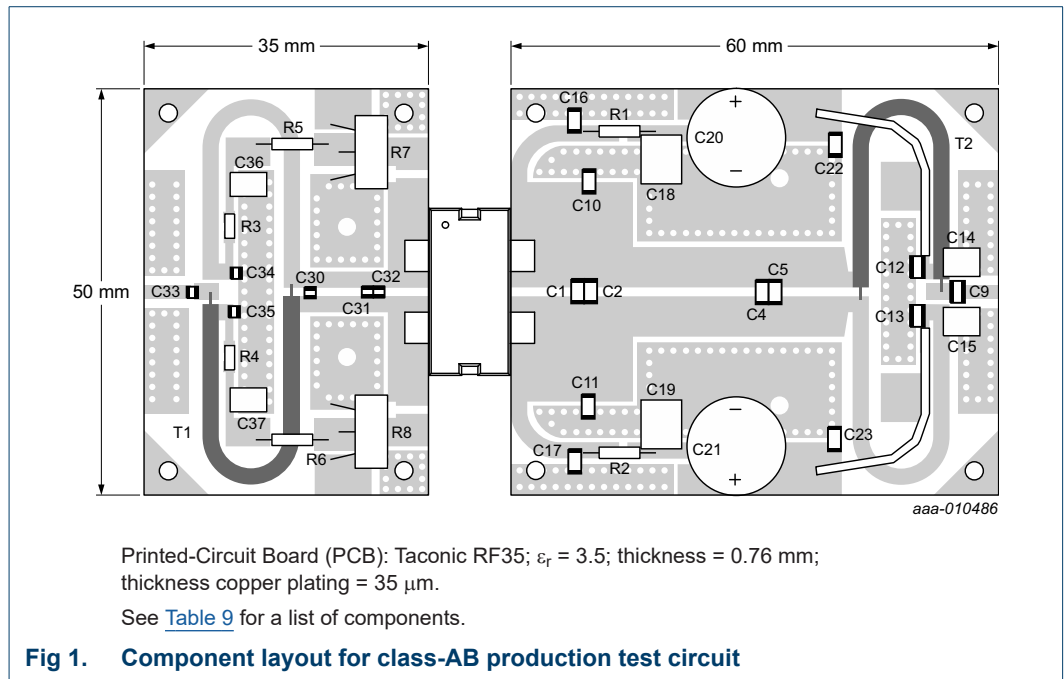 35 mm
60 mm
50 mm
R5
C36
R7
R3
C34
C33
C30
C32
C31
C35
R4
C37
T1
R6
R8
C16
R1
+
C20
−
C10
C18
C22
T2
C14
C12
C1
C2
C5
C4
C9
C13
C15
C11
C19
−
C21
+
C17
R2
C23
aaa-010486
Printed-Circuit Board (PCB): Taconic RF35; εr = 3.5; thickness = 0.76 mm;
thickness copper plating = 35 μm.
See Table 9 for a list of components.
Fig 1. Component layout for class-AB production test circuit